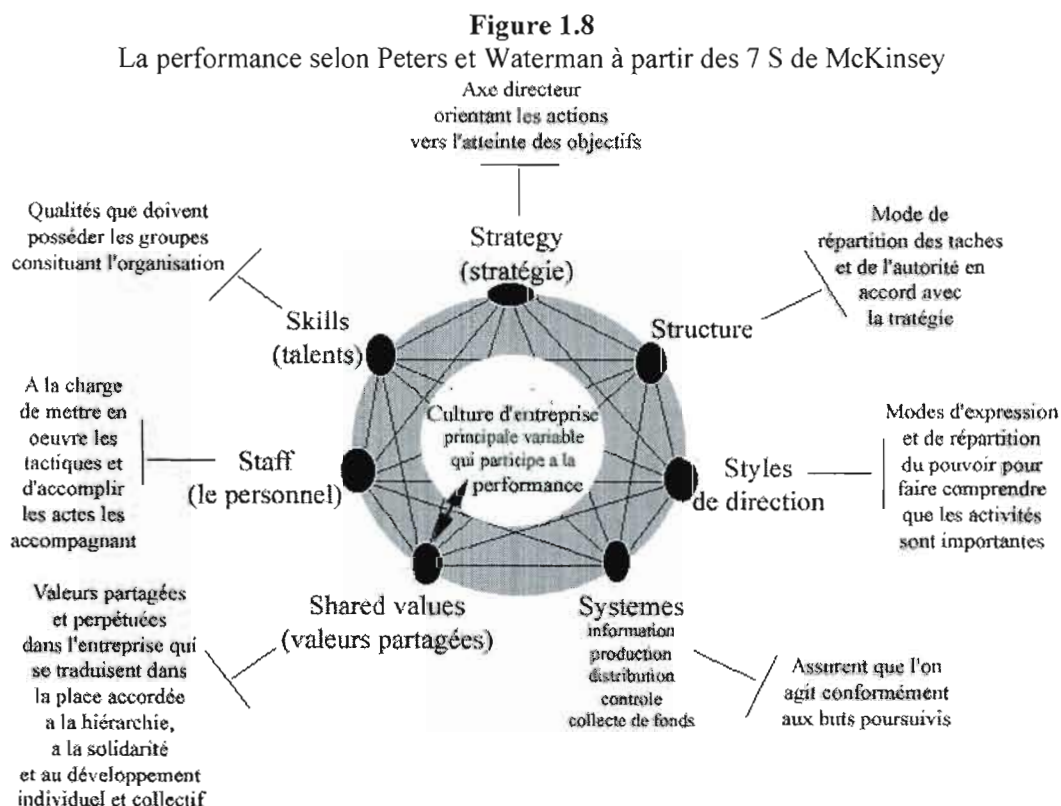 Figure 1.8
La performance selon Peters et Waterman à partir des 7 S de McKinsey
Axe directeur
orientant les actions
vers l'atteinte des objectifs
Qualités que doivent
posséder les groupes
consituant l'organisation
Strategy
(stratégie)
Mode de
répartition des taches
et de l'autorité en
accord avec
la tratégie
Skills
(talents)
Structure
A la charge
de mettre en
oeuvre les
tactiques et
d'accomplir
les actes les
accompagnant
Staff
(le personnel)
Culture d'entreprise
principale variable
qui participe a la
performance
Styles
de direction
Modes d'expression
et de répartition
du pouvoir pour
faire comprendre
que les activités
sont importantes
Valeurs partagées
et perpétuées
dans l'entreprise qui
se traduisent dans
la place accordée
a la hiérarchie,
a la solidarité
et au développement
individuel et collectif
Shared values
(valeurs partagées)
Systemes
information
production
distribution
controle
collecte de fonds
Assurent que l'on
agit conformément
aux buts poursuivis